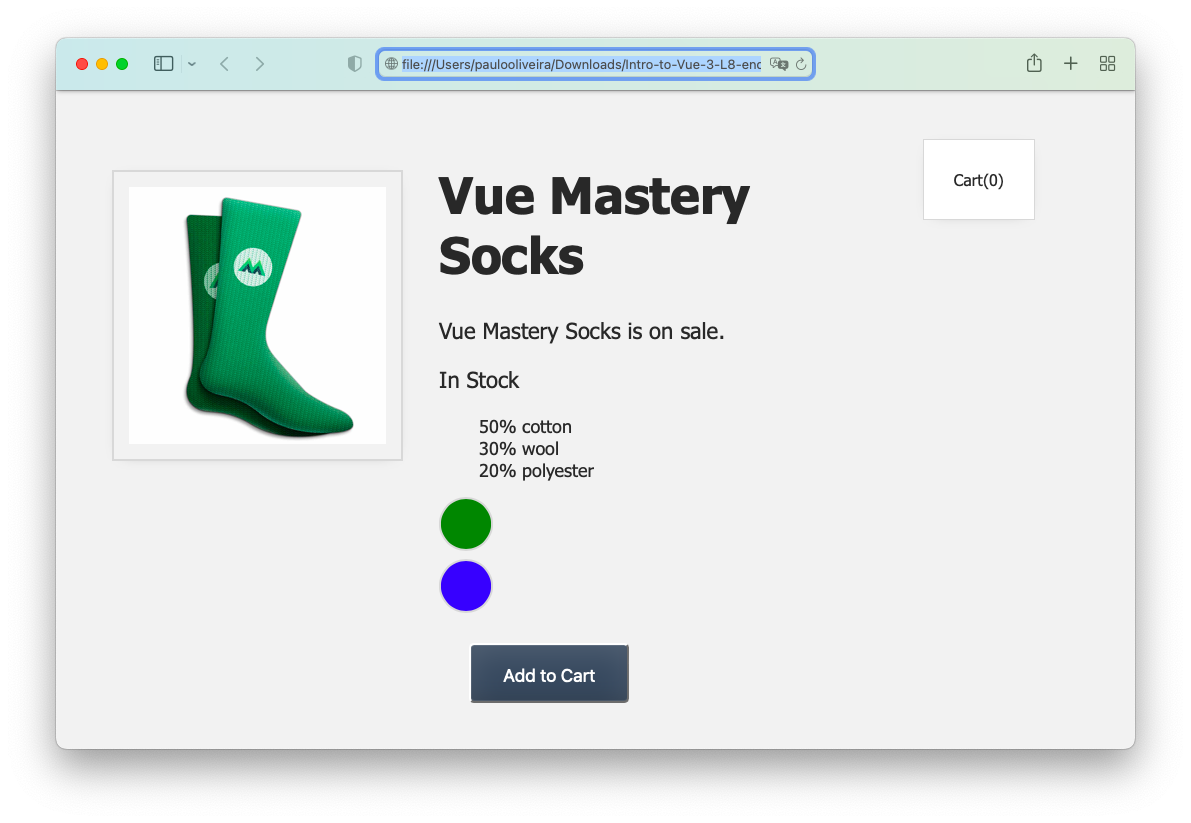 file:///Users/paulooliveira/Downloads/Intro-to-Vue-3-L8-end
Cart(0)
Vue Mastery
Socks
Vue Mastery Socks is on sale.
In Stock
50% cotton
30% wool
20% polyester
Add to Cart